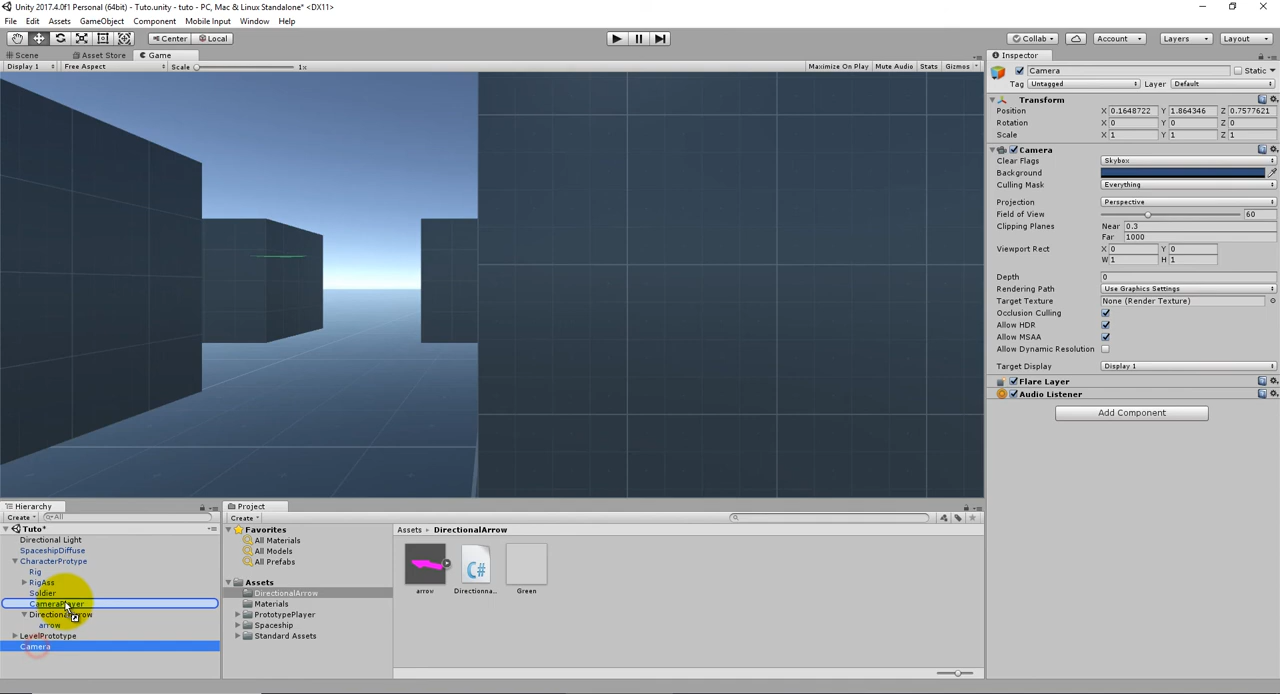 Unity 2017.4.0f1 Personal (64bit) - Tuto.unity - tuto - PC, Mac & Linux Standalone* <DX11>
File Edit Assets GameObject Component Mobile Input Window Help
Center Local Collab Account Layers Layout
Scene Asset Store Game Inspector
Display 1 Free Aspect Scale 1x Maximize On Play Mute Audio Stats Gizmos
Camera Static
Tag Untagged Layer Default
Transform
Position X 0.1648722 Y 1.864346 Z 0.7577621
Rotation X 0 Y 0 Z 0
Scale X 1 Y 1 Z 1
Camera
Clear Flags Skybox
Background
Culling Mask Everything
Projection Perspective
Field of View 60
Clipping Planes Near 0.3
Far 1000
Viewport Rect X 0 Y 0
W 1 H 1
Depth 0
Rendering Path Use Graphics Settings
Target Texture None (Render Texture)
Occlusion Culling
Allow HDR
Allow MSAA
Allow Dynamic Resolution
Target Display Display 1
Flare Layer
Audio Listener
Add Component
Hierarchy
Create All
Tuto*
Directional Light
SpaceshipDiffuse
CharacterProtype
Rig
RigAss
Soldier
CameraPlayer
DirectionalArrow
arrow
LevelPrototype
Camera
Project
Create
Favorites
All Materials
All Models
All Prefabs
Assets
DirectionalArrow
Materials
PrototypePlayer
Spaceship
Standard Assets
Assets DirectionalArrow
C#
arrow Directionna... Green